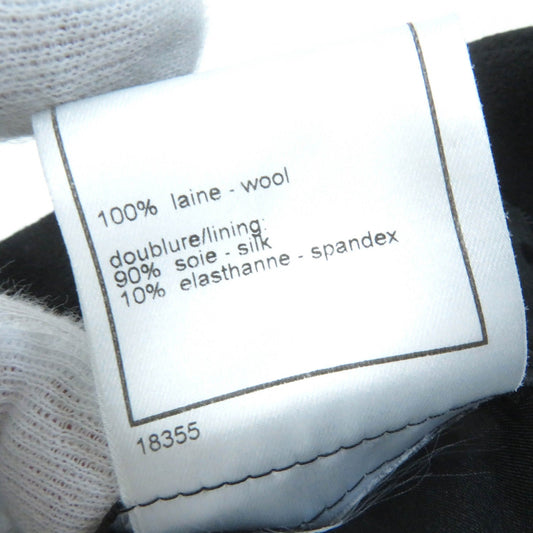 100% laine - wool
doublure/lining:
90% soie - silk
10% elasthanne - spandex
18355